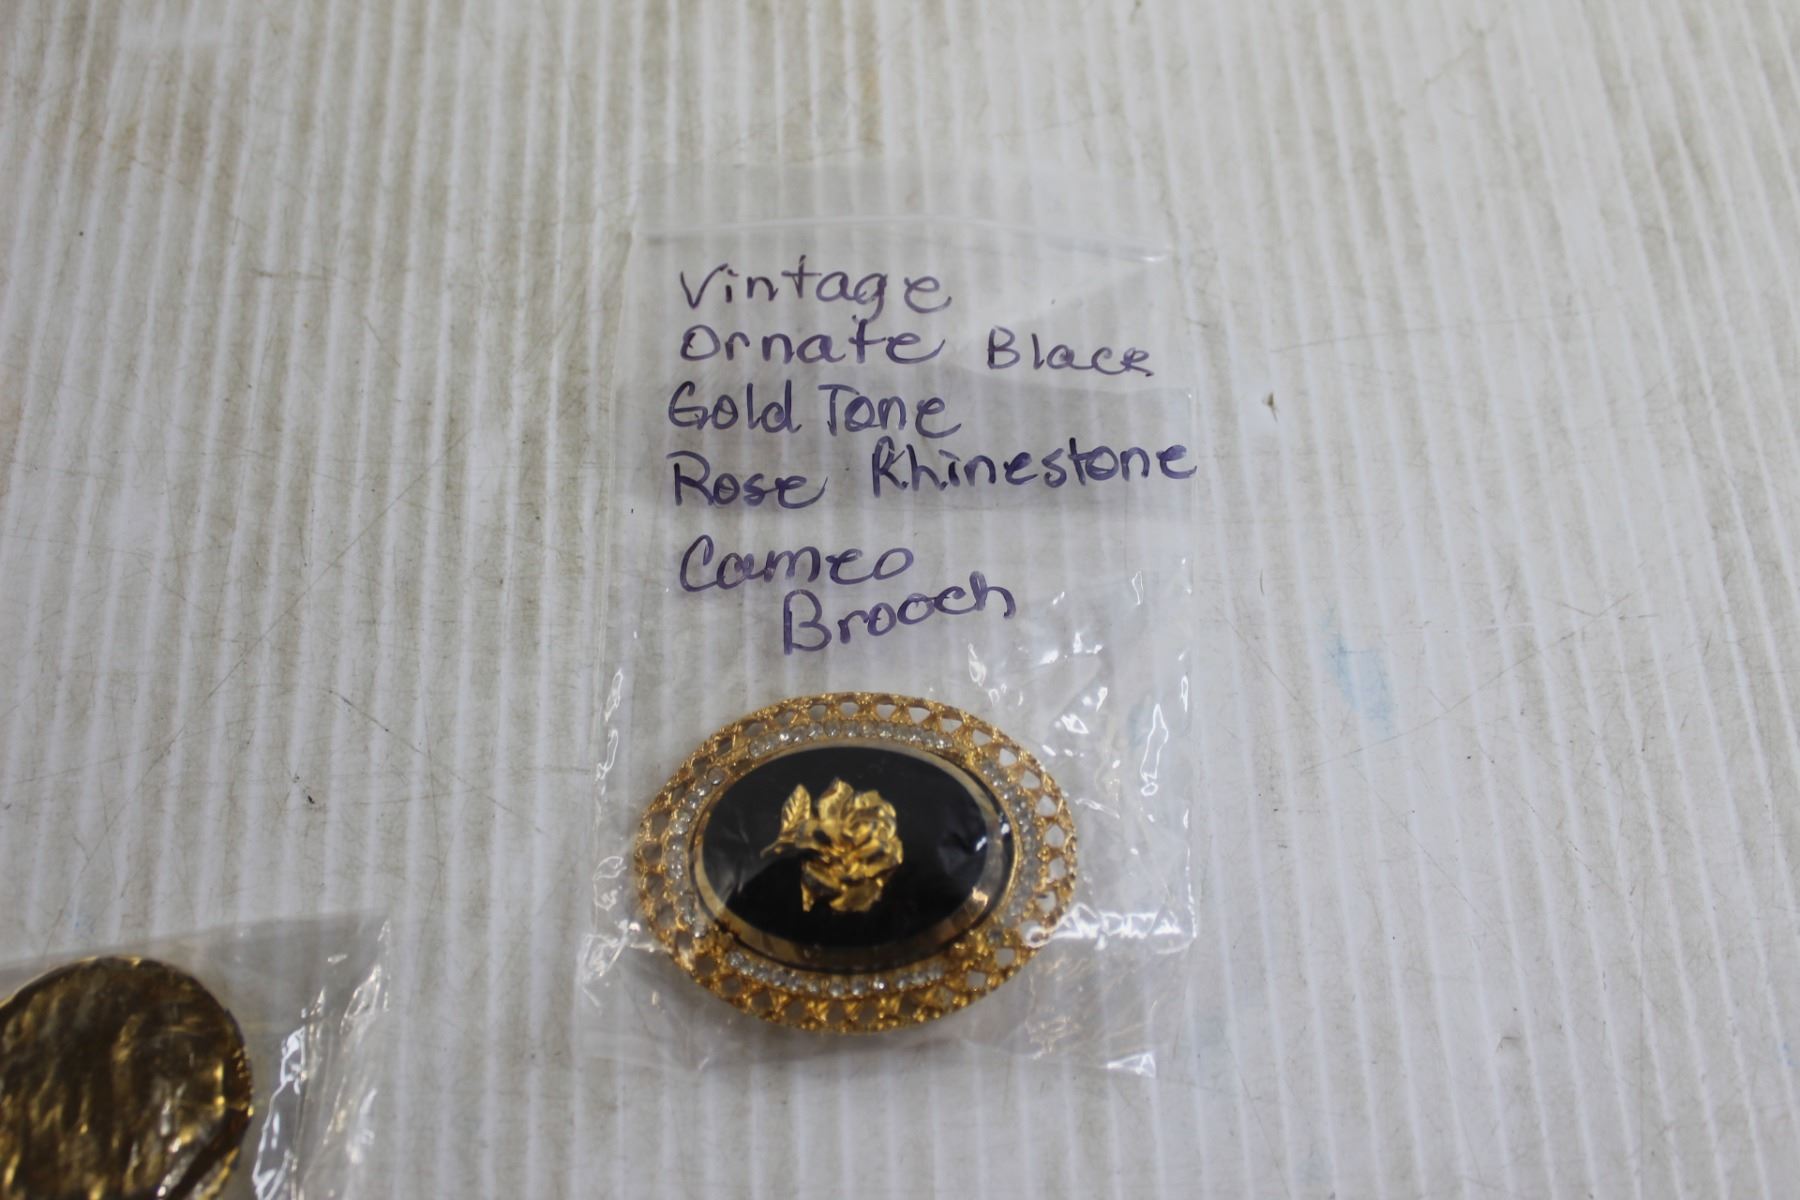 Vintage
Ornate Black
Gold Tone
Rose Rhinestone
Cameo
Brooch